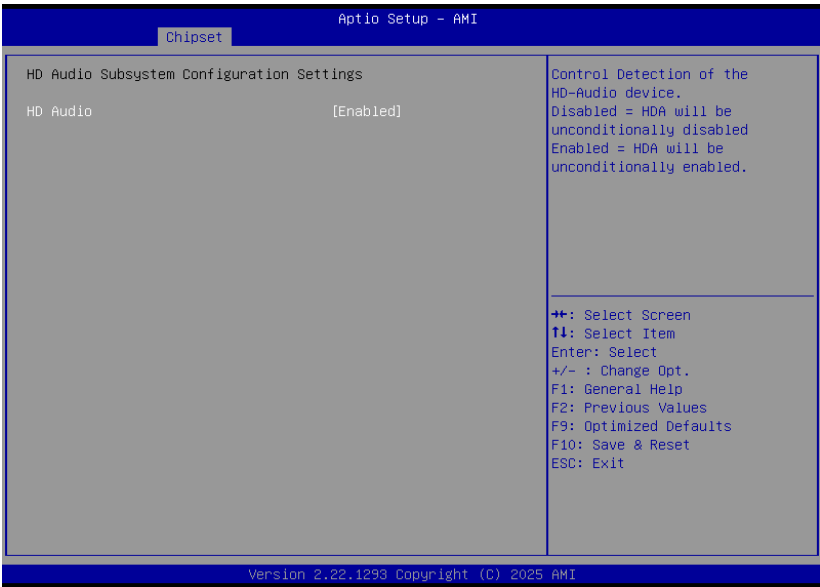 Aptio Setup – AMI
Chipset
HD Audio Subsystem Configuration Settings
HD Audio [Enabled]
Control Detection of the
HD-Audio device.
Disabled = HDA will be
unconditionally disabled
Enabled = HDA will be
unconditionally enabled.
→←: Select Screen
↑↓: Select Item
Enter: Select
+/- : Change Opt.
F1: General Help
F2: Previous Values
F9: Optimized Defaults
F10: Save & Reset
ESC: Exit
Version 2.22.1293 Copyright (C) 2025 AMI